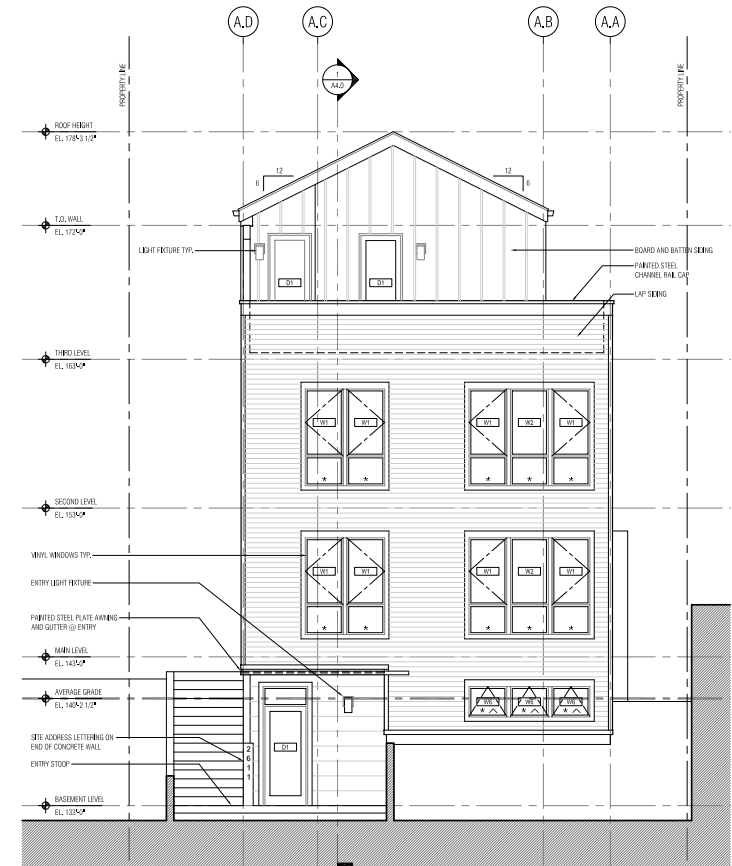 A.D
A.C
A.B
A.A
PROPERTY LINE
PROPERTY LINE
1
A4.0
ROOF HEIGHT
EL. 178'-3 1/2"
12
6
12
6
T.O. WALL
EL. 172'-0"
LIGHT FIXTURE TYP.
BOARD AND BATTEN SIDING
PAINTED STEEL
CHANNEL RAIL CAP
LAP SIDING
D1
D1
THIRD LEVEL
EL. 163'-0"
W1
W1
W1
W2
W1
SECOND LEVEL
EL. 153'-0"
VINYL WINDOWS TYP.
W1
W1
W1
W2
W1
ENTRY LIGHT FIXTURE
PAINTED STEEL PLATE AWNING
AND GUTTER @ ENTRY
MAIN LEVEL
EL. 143'-0"
AVERAGE GRADE
EL. 140'-2 1/2"
W6
W6
W6
SITE ADDRESS LETTERING ON
END OF CONCRETE WALL
D1
2
6
1
1
ENTRY STOOP
BASEMENT LEVEL
EL. 133'-0"